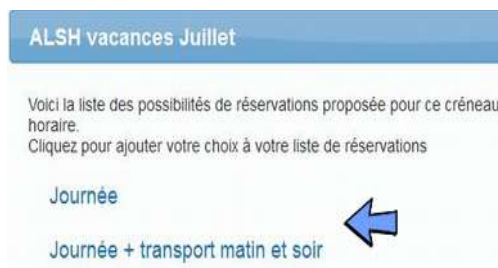 ALSH vacances Juillet
Voici la liste des possibilités de réservations proposée pour ce créneau
horaire.
Cliquez pour ajouter votre choix à votre liste de réservations
Journée
Journée + transport matin et soir